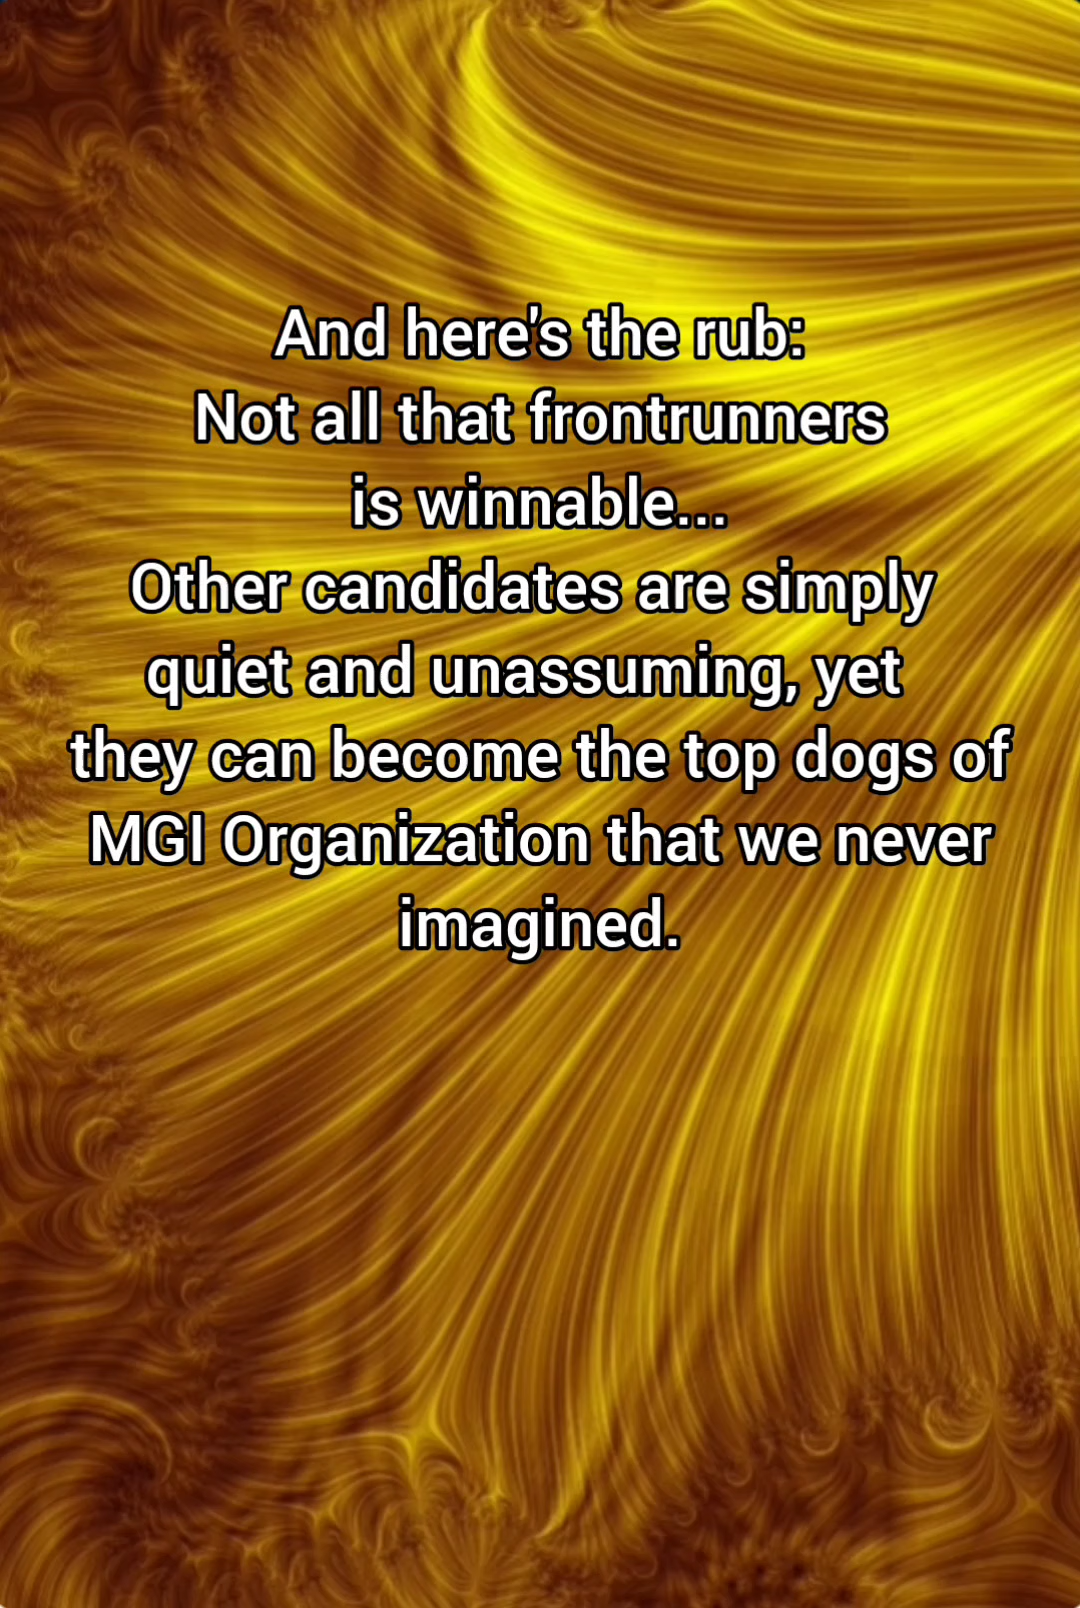 And here's the rub:
Not all that frontrunners
is winnable...
Other candidates are simply
quiet and unassuming, yet
they can become the top dogs of
MGI Organization that we never
imagined.